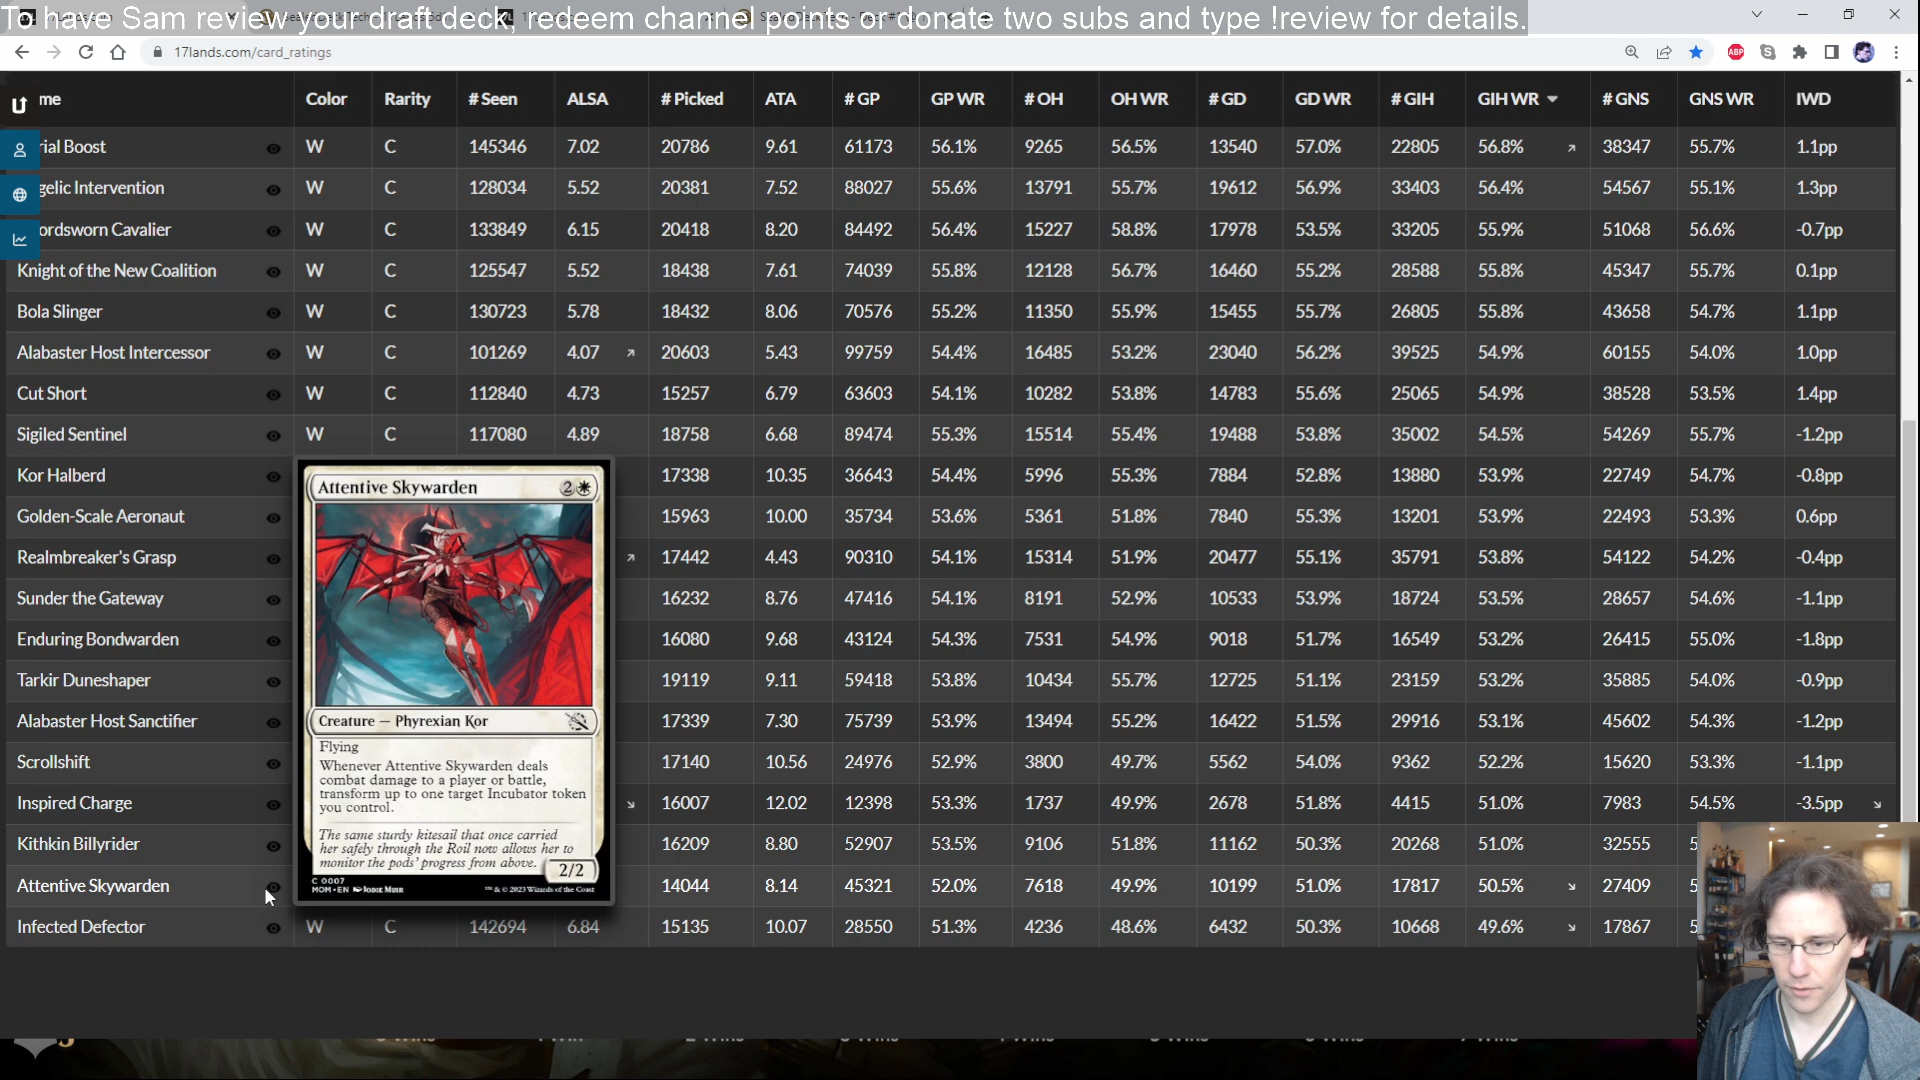 To have Sam review your draft deck, redeem channel points or donate two subs and type !review for details.
17lands.com/card_ratings
ABP
me Color Rarity # Seen ALSA # Picked ATA # GP GP WR # OH OH WR # GD GD WR # GIH GIH WR # GNS GNS WR IWD
rial Boost W C 145346 7.02 20786 9.61 61173 56.1% 9265 56.5% 13540 57.0% 22805 56.8% 38347 55.7% 1.1pp
gelic Intervention W C 128034 5.52 20381 7.52 88027 55.6% 13791 55.7% 19612 56.9% 33403 56.4% 54567 55.1% 1.3pp
ordsworn Cavalier W C 133849 6.15 20418 8.20 84492 56.4% 15227 58.8% 17978 53.5% 33205 55.9% 51068 56.6% -0.7pp
Knight of the New Coalition W C 125547 5.52 18438 7.61 74039 55.8% 12128 56.7% 16460 55.2% 28588 55.8% 45347 55.7% 0.1pp
Bola Slinger W C 130723 5.78 18432 8.06 70576 55.2% 11350 55.9% 15455 55.7% 26805 55.8% 43658 54.7% 1.1pp
Alabaster Host Intercessor W C 101269 4.07 20603 5.43 99759 54.4% 16485 53.2% 23040 56.2% 39525 54.9% 60155 54.0% 1.0pp
Cut Short W C 112840 4.73 15257 6.79 63603 54.1% 10282 53.8% 14783 55.6% 25065 54.9% 38528 53.5% 1.4pp
Sigiled Sentinel W C 117080 4.89 18758 6.68 89474 55.3% 15514 55.4% 19488 53.8% 35002 54.5% 54269 55.7% -1.2pp
Kor Halberd 17338 10.35 36643 54.4% 5996 55.3% 7884 52.8% 13880 53.9% 22749 54.7% -0.8pp
Golden-Scale Aeronaut 15963 10.00 35734 53.6% 5361 51.8% 7840 55.3% 13201 53.9% 22493 53.3% 0.6pp
Realmbreaker's Grasp 17442 4.43 90310 54.1% 15314 51.9% 20477 55.1% 35791 53.8% 54122 54.2% -0.4pp
Sunder the Gateway 16232 8.76 47416 54.1% 8191 52.9% 10533 53.9% 18724 53.5% 28657 54.6% -1.1pp
Enduring Bondwarden 16080 9.68 43124 54.3% 7531 54.9% 9018 51.7% 16549 53.2% 26415 55.0% -1.8pp
Tarkir Duneshaper 19119 9.11 59418 53.8% 10434 55.7% 12725 51.1% 23159 53.2% 35885 54.0% -0.9pp
Alabaster Host Sanctifier 17339 7.30 75739 53.9% 13494 55.2% 16422 51.5% 29916 53.1% 45602 54.3% -1.2pp
Scrollshift 17140 10.56 24976 52.9% 3800 49.7% 5562 54.0% 9362 52.2% 15620 53.3% -1.1pp
Inspired Charge 16007 12.02 12398 53.3% 1737 49.9% 2678 51.8% 4415 51.0% 7983 54.5% -3.5pp
Kithkin Billyrider 16209 8.80 52907 53.5% 9106 51.8% 11162 50.3% 20268 51.0% 32555 5
Attentive Skywarden 14044 8.14 45321 52.0% 7618 49.9% 10199 51.0% 17817 50.5% 27409 5
Infected Defector W C 142694 6.84 15135 10.07 28550 51.3% 4236 48.6% 6432 50.3% 10668 49.6% 17867 5
Attentive Skywarden 2
Creature — Phyrexian Kor
Flying
Whenever Attentive Skywarden deals
combat damage to a player or battle,
transform up to one target Incubator token
you control.
The same sturdy kitesail that once carried
her safely through the Roil now allows her to
monitor the pods' progress from above.
2/2
C 0007
MOM • EN JODIE MUIR
™ & © 2023 Wizards of the Coast